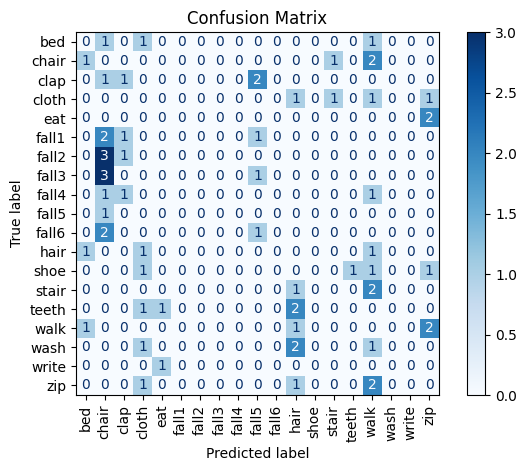 Confusion Matrix
True label
bed 0 1 0 1 0 0 0 0 0 0 0 0 0 0 0 1 0 0 0
chair 1 0 0 0 0 0 0 0 0 0 0 0 0 1 0 2 0 0 0
clap 0 1 1 0 0 0 0 0 0 2 0 0 0 0 0 0 0 0 0
cloth 0 0 0 0 0 0 0 0 0 0 0 1 0 1 0 1 0 0 1
eat 0 0 0 0 0 0 0 0 0 0 0 0 0 0 0 0 0 0 2
fall1 0 2 1 0 0 0 0 0 0 1 0 0 0 0 0 0 0 0 0
fall2 0 3 1 0 0 0 0 0 0 0 0 0 0 0 0 0 0 0 0
fall3 0 3 0 0 0 0 0 0 0 1 0 0 0 0 0 0 0 0 0
fall4 0 1 1 0 0 0 0 0 0 0 0 0 0 0 0 1 0 0 0
fall5 0 1 0 0 0 0 0 0 0 0 0 0 0 0 0 0 0 0 0
fall6 0 2 0 0 0 0 0 0 0 1 0 0 0 0 0 0 0 0 0
hair 1 0 0 1 0 0 0 0 0 0 0 0 0 0 0 1 0 0 0
shoe 0 0 0 1 0 0 0 0 0 0 0 0 0 0 1 1 0 0 1
stair 0 0 0 0 0 0 0 0 0 0 0 1 0 0 0 2 0 0 0
teeth 0 0 0 1 1 0 0 0 0 0 0 2 0 0 0 0 0 0 0
walk 1 0 0 0 0 0 0 0 0 0 0 1 0 0 0 0 0 0 2
wash 0 0 0 1 0 0 0 0 0 0 0 2 0 0 0 1 0 0 0
write 0 0 0 0 1 0 0 0 0 0 0 0 0 0 0 0 0 0 0
zip 0 0 0 1 0 0 0 0 0 0 0 1 0 0 0 2 0 0 0
bed chair clap cloth eat fall1 fall2 fall3 fall4 fall5 fall6 hair shoe stair teeth walk wash write zip
Predicted label
3.0
2.5
2.0
1.5
1.0
0.5
0.0